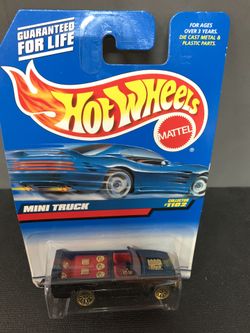 GUARANTEED
FOR LIFE
FOR AGES
OVER 3 YEARS.
DIE CAST METAL &
PLASTIC PARTS.
Hot Wheels
MATTEL
MINI TRUCK
COLLECTOR
#1102